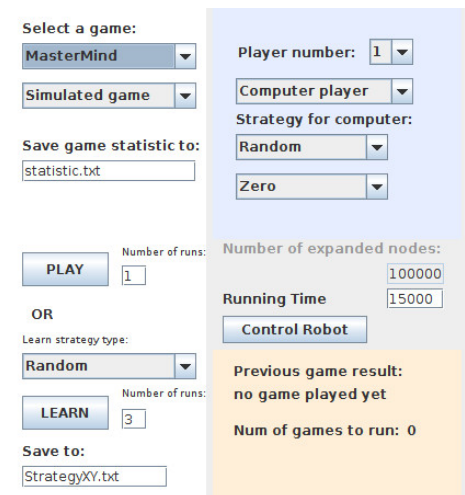 Select a game:
MasterMind
Simulated game
Save game statistic to:
statistic.txt
PLAY
Number of runs:
1
OR
Learn strategy type:
Random
LEARN
Number of runs:
3
Save to:
StrategyXY.txt
Player number: 1
Computer player
Strategy for computer:
Random
Zero
Number of expanded nodes:
100000
Running Time 15000
Control Robot
Previous game result:
no game played yet
Num of games to run: 0